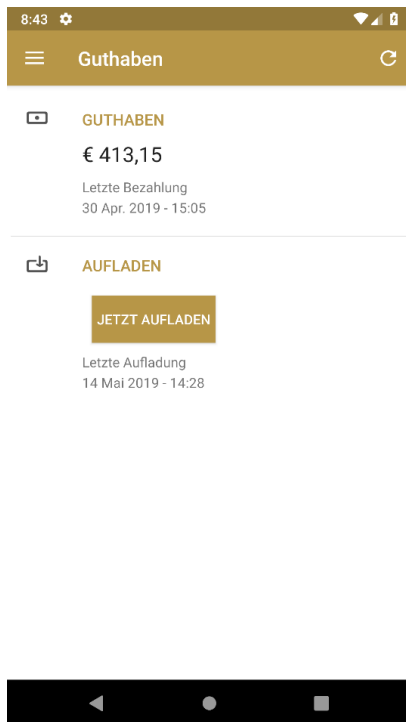 8:43
Guthaben
GUTHABEN
€ 413,15
Letzte Bezahlung
30 Apr. 2019 - 15:05
AUFLADEN
JETZT AUFLADEN
Letzte Aufladung
14 Mai 2019 - 14:28